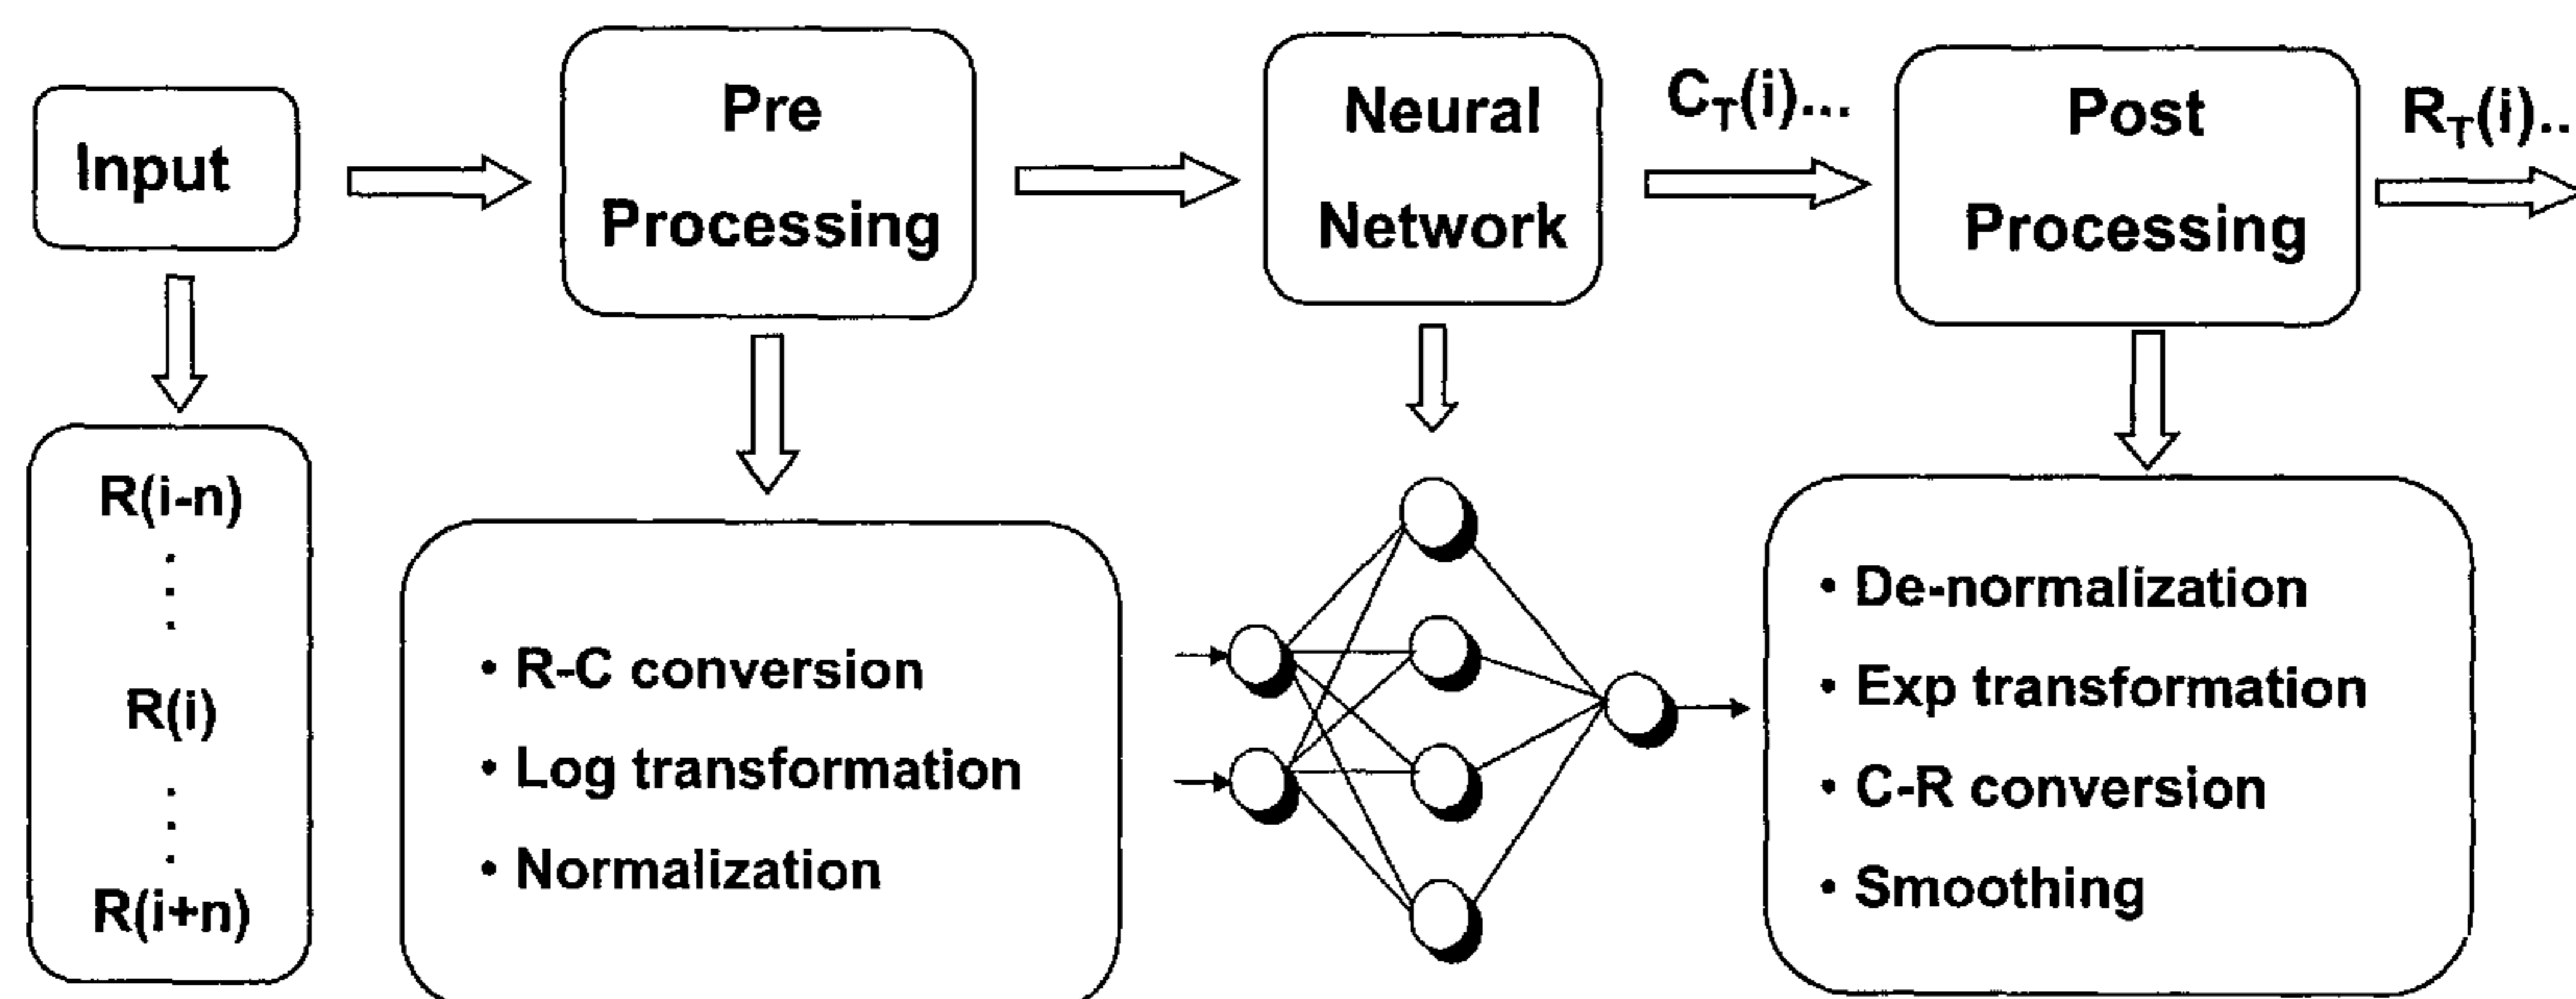 Input
Pre
Processing
Neural
Network
C_T(i)...
Post
Processing
R_T(i)..
R(i-n)
.
.
.
R(i)
.
.
.
R(i+n)
• R-C conversion
• Log transformation
• Normalization
• De-normalization
• Exp transformation
• C-R conversion
• Smoothing